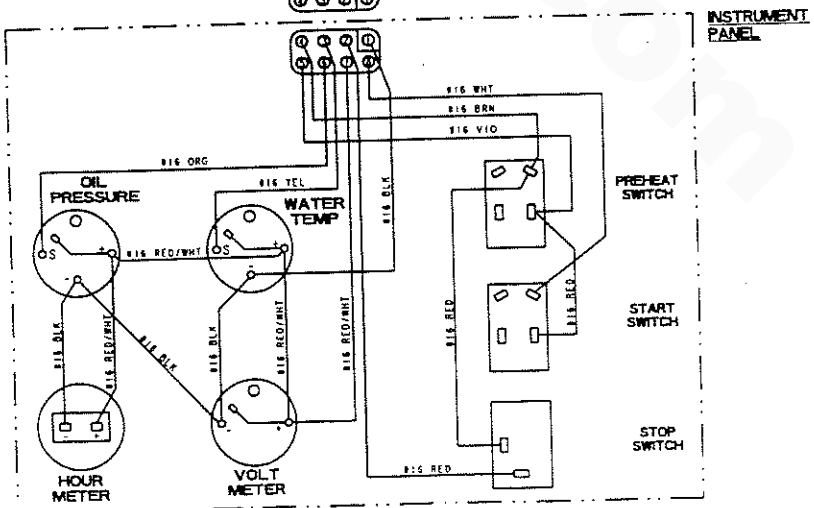 INSTRUMENT
PANEL
#16 WHT
#16 BRN
#16 VIO
#16 ORG
#16 YEL
#16 BLK
OIL
PRESSURE
WATER
TEMP
PREHEAT
SWITCH
S
+
-
#16 RED/WHT
S
+
-
START
SWITCH
#16 BLK
#16 RED/WHT
#16 BLK
#16 BLK
#16 RED/WHT
#16 RED/WHT
#16 RED
#16 RED
- +
- +
STOP
SWITCH
#16 RED
HOUR
METER
VOLT
METER